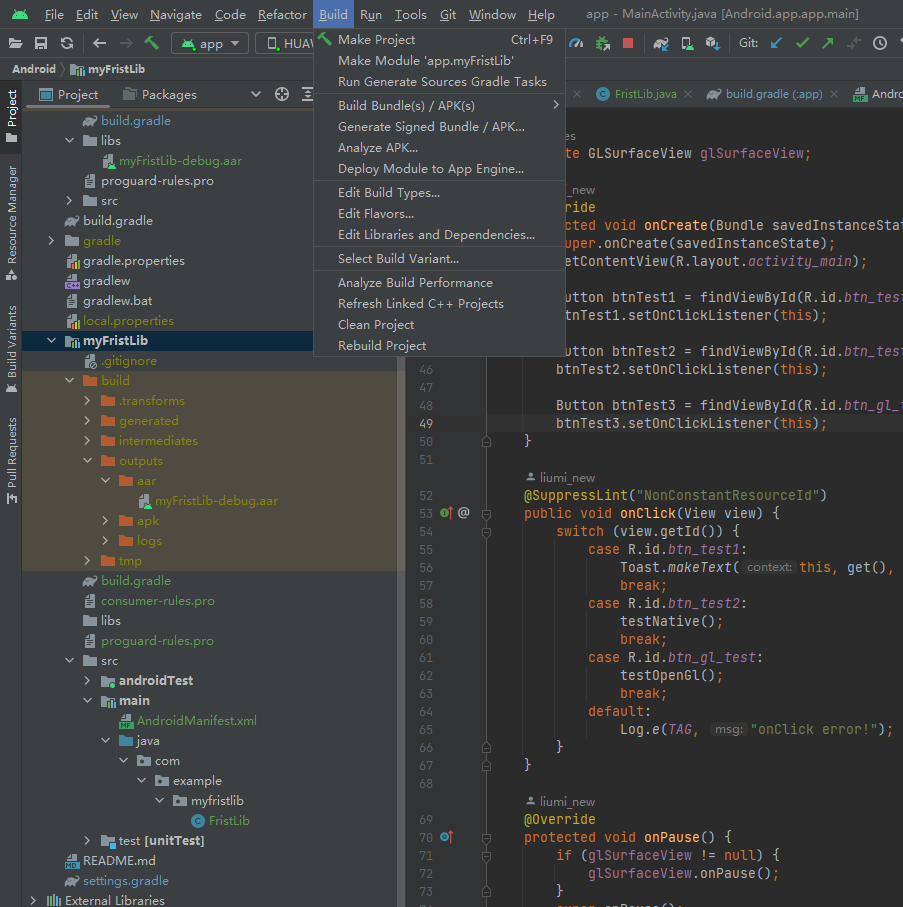 File Edit View Navigate Code Refactor Build Run Tools Git Window Help app - MainActivity.java [Android.app.app.main]
app HUAW Git:
Android myFristLib
Project Packages FristLib.java build.gradle (:app) Andro
Make Project Ctrl+F9
Make Module 'app.myFristLib'
Run Generate Sources Gradle Tasks
Build Bundle(s) / APK(s)
Generate Signed Bundle / APK...
Analyze APK...
Deploy Module to App Engine...
Edit Build Types...
Edit Flavors...
Edit Libraries and Dependencies...
Select Build Variant...
Analyze Build Performance
Refresh Linked C++ Projects
Clean Project
Rebuild Project
Project
Resource Manager
Build Variants
Pull Requests
build.gradle
libs
myFristLib-debug.aar
proguard-rules.pro
src
build.gradle
gradle
gradle.properties
gradlew
gradlew.bat
local.properties
myFristLib
.gitignore
build
.transforms
generated
intermediates
outputs
aar
myFristLib-debug.aar
apk
logs
tmp
build.gradle
consumer-rules.pro
libs
proguard-rules.pro
src
androidTest
main
AndroidManifest.xml
java
com
example
myfristlib
FristLib
test [unitTest]
README.md
settings.gradle
External Libraries
es
te GLSurfaceView glSurfaceView;
mi_new
ride
cted void onCreate(Bundle savedInstanceSta
uper.onCreate(savedInstanceState);
etContentView(R.layout.activity_main);
utton btnTest1 = findViewById(R.id.btn_test
tnTest1.setOnClickListener(this);
utton btnTest2 = findViewById(R.id.btn_test
46 btnTest2.setOnClickListener(this);
47
48 Button btnTest3 = findViewById(R.id.btn_gl_t
49 btnTest3.setOnClickListener(this);
50 }
51
liumi_new
52 @SuppressLint("NonConstantResourceId")
53 @ public void onClick(View view) {
54 switch (view.getId()) {
55 case R.id.btn_test1:
56 Toast.makeText( context: this, get(),
57 break;
58 case R.id.btn_test2:
59 testNative();
60 break;
61 case R.id.btn_gl_test:
62 testOpenGl();
63 break;
64 default:
65 Log.e(TAG, msg: "onClick error!");
66 }
67 }
68
liumi_new
69 @Override
70 protected void onPause() {
71 if (glSurfaceView != null) {
72 glSurfaceView.onPause();
73 }